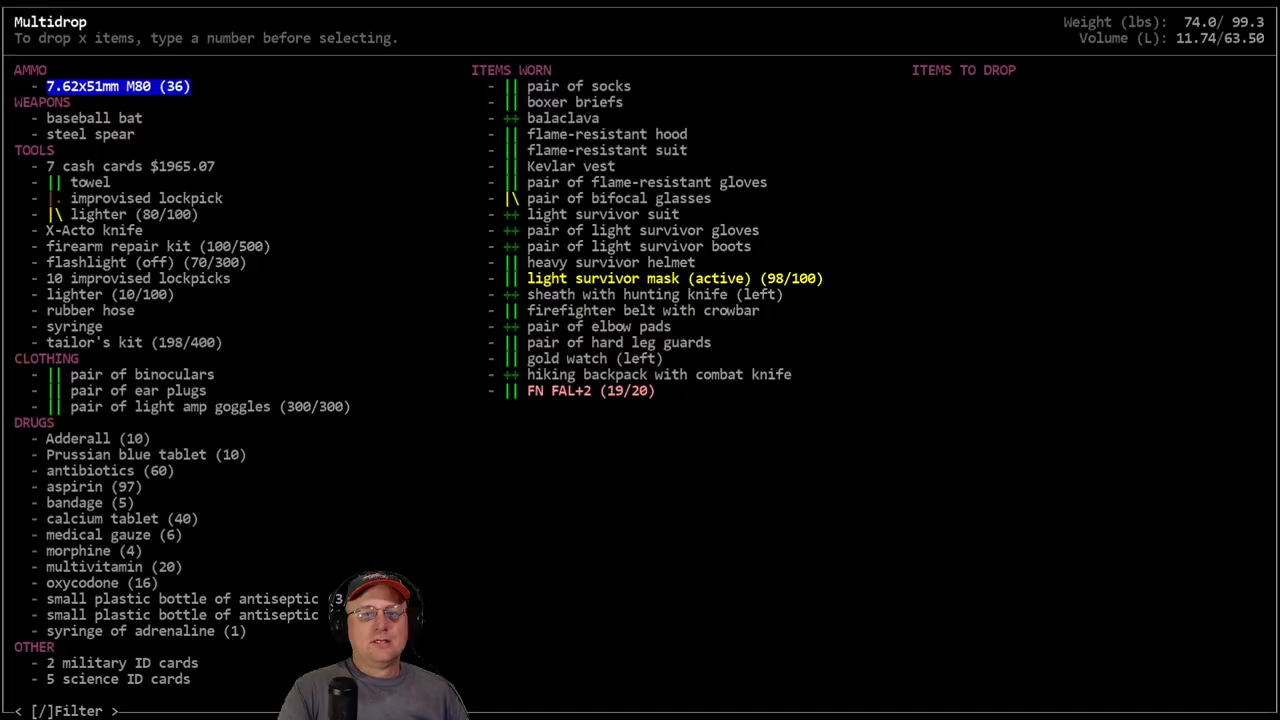 Multidrop
To drop x items, type a number before selecting.
Weight (lbs): 74.0/ 99.3
Volume (L): 11.74/63.50
AMMO
- 7.62x51mm M80 (36)
WEAPONS
- baseball bat
- steel spear
TOOLS
- 7 cash cards $1965.07
- || towel
- |. improvised lockpick
- |\ lighter (80/100)
- X-Acto knife
- firearm repair kit (100/500)
- flashlight (off) (70/300)
- 10 improvised lockpicks
- lighter (10/100)
- rubber hose
- syringe
- tailor's kit (198/400)
CLOTHING
- || pair of binoculars
- || pair of ear plugs
- || pair of light amp goggles (300/300)
DRUGS
- Adderall (10)
- Prussian blue tablet (10)
- antibiotics (60)
- aspirin (97)
- bandage (5)
- calcium tablet (40)
- medical gauze (6)
- morphine (4)
- multivitamin (20)
- oxycodone (16)
- small plastic bottle of antiseptic (3
- small plastic bottle of antiseptic
- syringe of adrenaline (1)
OTHER
- 2 military ID cards
- 5 science ID cards
ITEMS WORN
- || pair of socks
- || boxer briefs
- ++ balaclava
- || flame-resistant hood
- || flame-resistant suit
- || Kevlar vest
- || pair of flame-resistant gloves
- |\ pair of bifocal glasses
- ++ light survivor suit
- ++ pair of light survivor gloves
- ++ pair of light survivor boots
- || heavy survivor helmet
- || light survivor mask (active) (98/100)
- ++ sheath with hunting knife (left)
- || firefighter belt with crowbar
- ++ pair of elbow pads
- || pair of hard leg guards
- || gold watch (left)
- ++ hiking backpack with combat knife
- || FN FAL+2 (19/20)
ITEMS TO DROP
< [/]Filter >